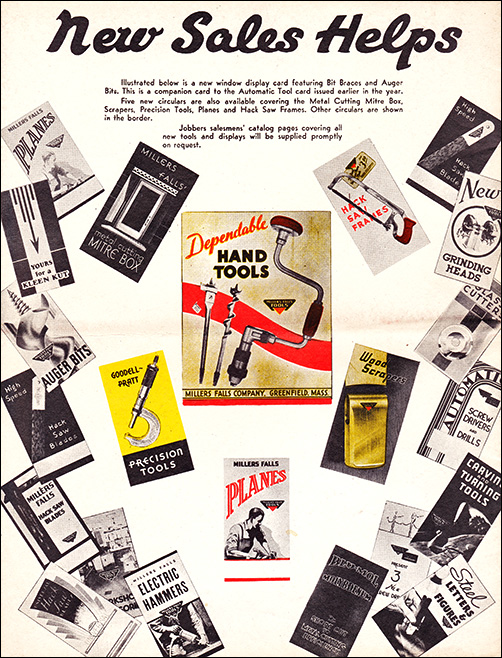 New Sales Helps
Illustrated below is a new window display card featuring Bit Braces and Auger
Bits. This is a companion card to the Automatic Tool card issued earlier in the year.
Five new circulars are also available covering the Metal Cutting Mitre Box,
Scrapers, Precision Tools, Planes and Hack Saw Frames. Other circulars are shown
in the border.
Jobbers salesmens' catalog pages covering all
new tools and displays will be supplied promptly
on request.
MILLERS FALLS
PLANES
MILLERS
FALLS'
metal cutting
MITRE BOX
HACK
SAW
FRAMES
High
Speed
Hack
Saw
Blades
YOURS
for a
KLEEN KUT
New
GRINDING
HEADS
Dependable
HAND
TOOLS
MILLERS FALLS
TOOLS
MILLERS FALLS COMPANY, GREENFIELD, MASS.
CUTTERS
AUGER BITS
GOODELL-
PRATT
PRECISION
TOOLS
Wood
Scrapers
AUTOMATIC
SCREW
DRIVERS
AND
DRILLS
High
Speed
Hack
Saw
Blades
MILLERS FALLS
PLANES
CARVING
TURNING
TOOLS
MILLERS
FALLS
HACK SAW
BLADES
MILLERS FALLS
ELECTRIC
HAMMERS
PRESENT
3
Steel
LETTERS
&
FIGURES